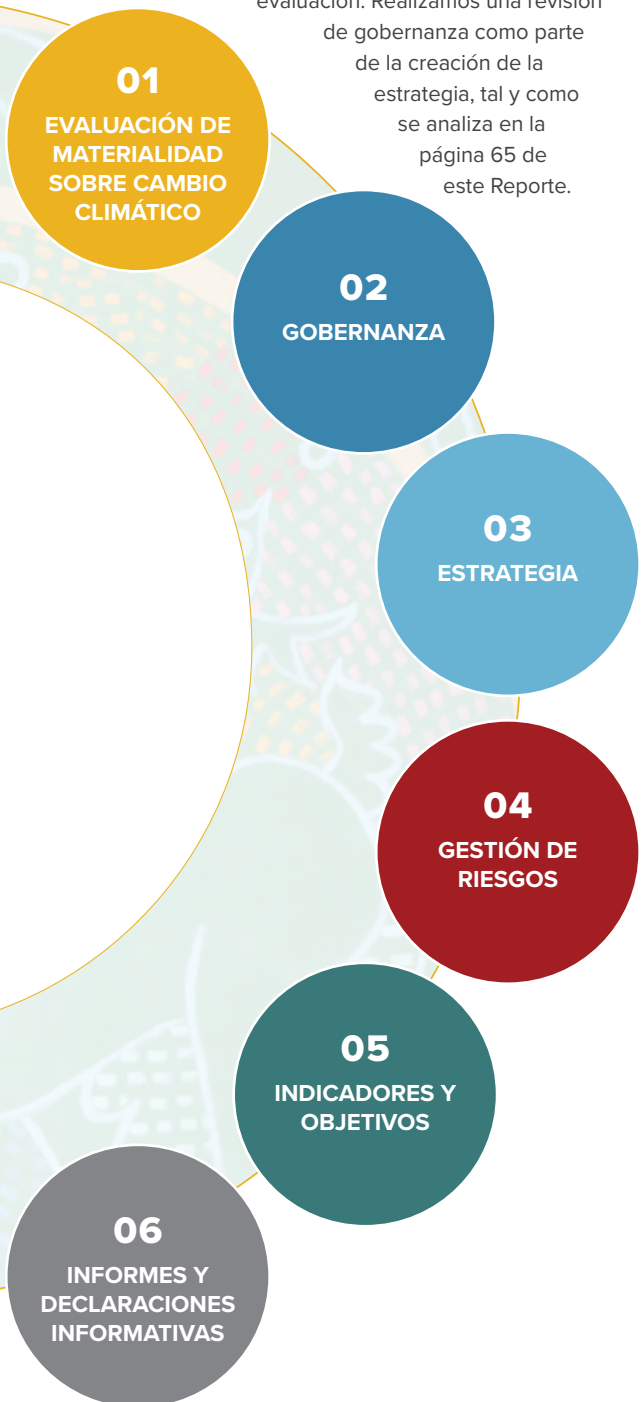 evaluación. Realizamos una revisión
de gobernanza como parte
de la creación de la
estrategia, tal y como
se analiza en la
página 65 de
este Reporte.
01
EVALUACIÓN DE
MATERIALIDAD
SOBRE CAMBIO
CLIMÁTICO
02
GOBERNANZA
03
ESTRATEGIA
04
GESTIÓN DE
RIESGOS
05
INDICADORES Y
OBJETIVOS
06
INFORMES Y
DECLARACIONES
INFORMATIVAS